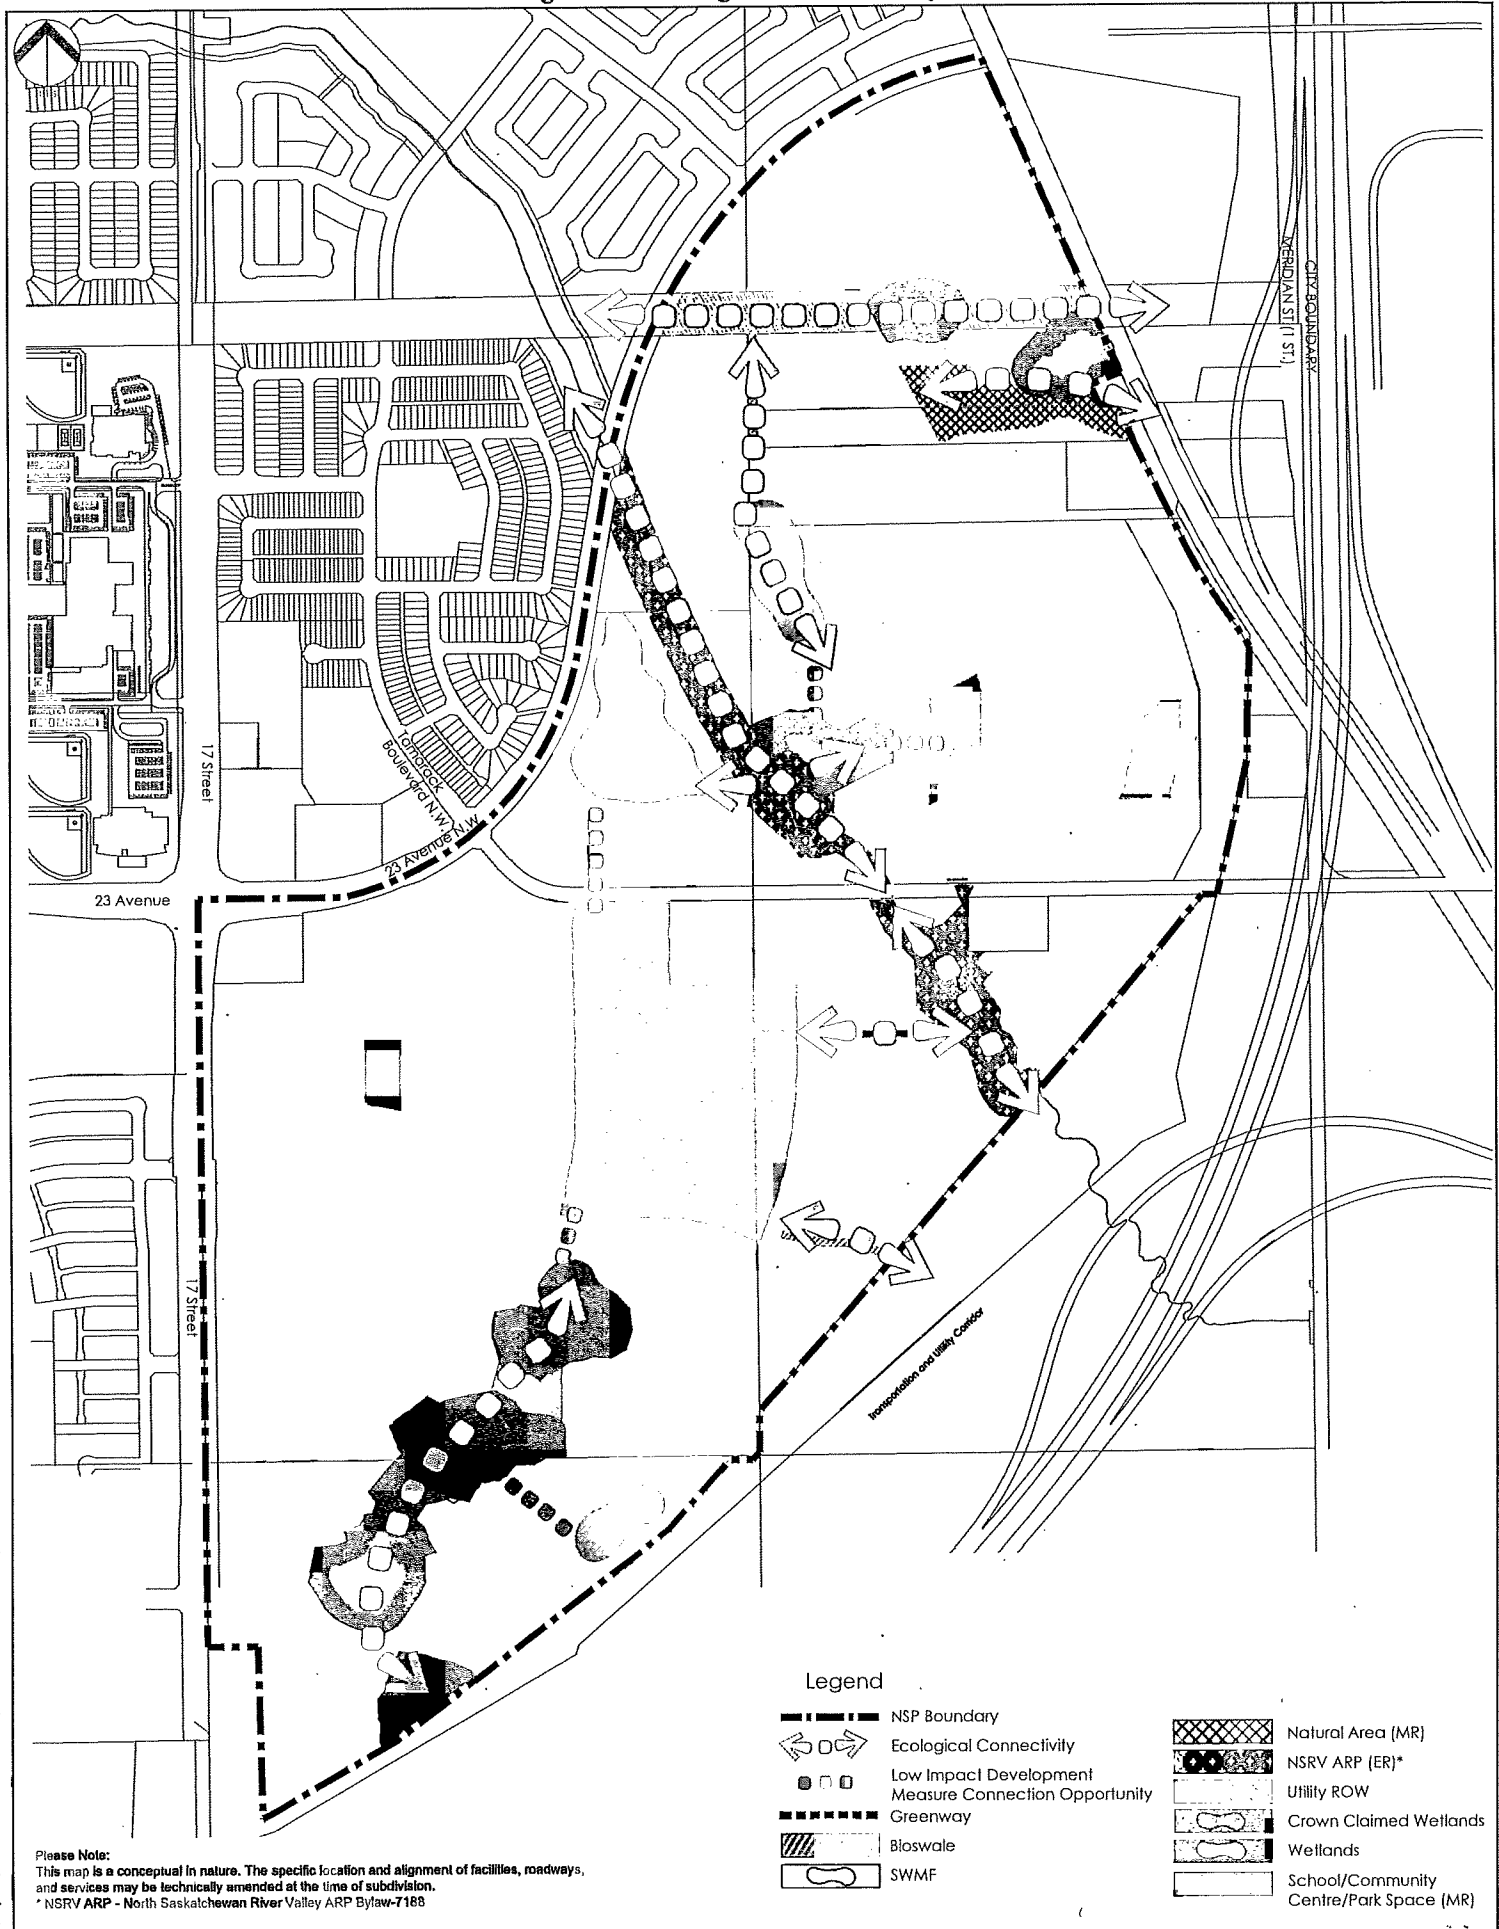 MERIDIAN ST (1 ST.)
CITY BOUNDARY
17 Street
Tamarack
Boulevard N.W.
23 Avenue N.W
23 Avenue
17 Street
Transportation and Utility Corridor
Legend
NSP Boundary
Ecological Connectivity
Low Impact Development
Measure Connection Opportunity
Greenway
Bioswale
SWMF
Natural Area (MR)
NSRV ARP (ER)*
Utility ROW
Crown Claimed Wetlands
Wetlands
School/Community
Centre/Park Space (MR)
Please Note:
This map is a conceptual in nature. The specific location and alignment of facilities, roadways,
and services may be technically amended at the time of subdivision.
* NSRV ARP - North Saskatchewan River Valley ARP Bylaw-7188